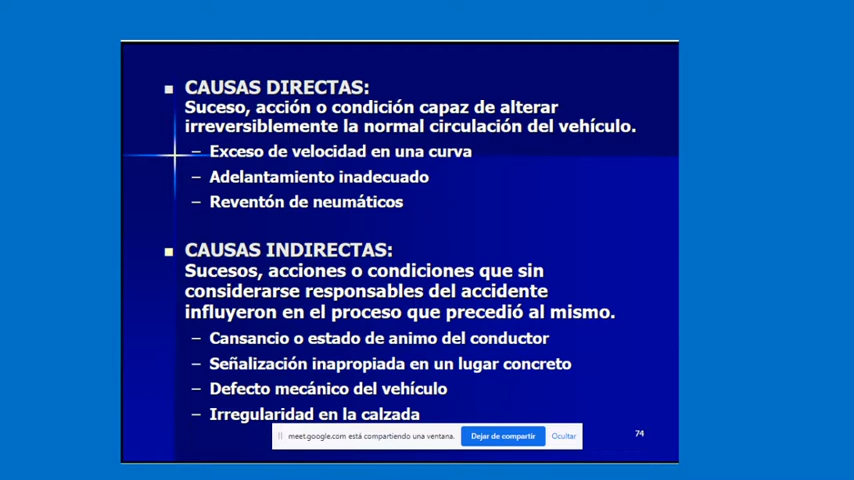 ■ CAUSAS DIRECTAS:
Suceso, acción o condición capaz de alterar
irreversiblemente la normal circulación del vehículo.
– Exceso de velocidad en una curva
– Adelantamiento inadecuado
– Reventón de neumáticos
■ CAUSAS INDIRECTAS:
Sucesos, acciones o condiciones que sin
considerarse responsables del accidente
influyeron en el proceso que precedió al mismo.
– Cansancio o estado de animo del conductor
– Señalización inapropiada en un lugar concreto
– Defecto mecánico del vehículo
– Irregularidad en la calzada
meet.google.com está compartiendo una ventana. Dejar de compartir Ocultar
74